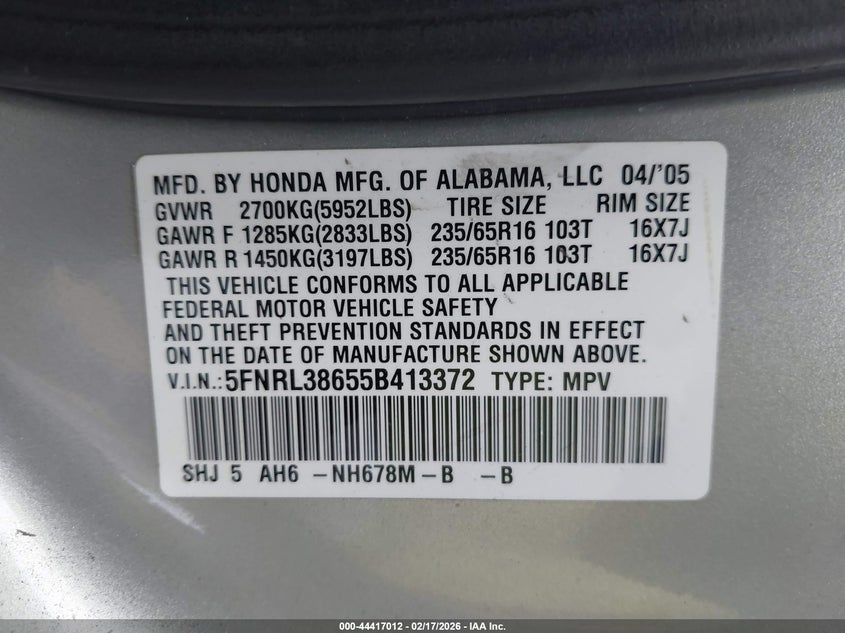 MFD. BY HONDA MFG. OF ALABAMA, LLC 04/'05
GVWR 2700KG(5952LBS) TIRE SIZE RIM SIZE
GAWR F 1285KG(2833LBS) 235/65R16 103T 16X7J
GAWR R 1450KG(3197LBS) 235/65R16 103T 16X7J
THIS VEHICLE CONFORMS TO ALL APPLICABLE
FEDERAL MOTOR VEHICLE SAFETY
AND THEFT PREVENTION STANDARDS IN EFFECT
ON THE DATE OF MANUFACTURE SHOWN ABOVE.
V.I.N.:5FNRL38655B413372 TYPE: MPV
SHJ 5 AH6 -NH678M-B -B
000-44417012 - 02/17/2026 - IAA Inc.